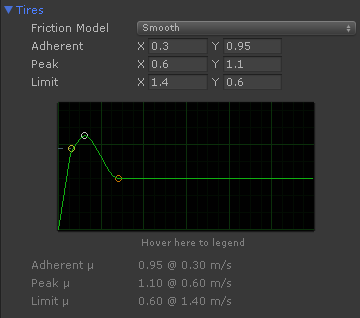 Tires
Friction Model Smooth
Adherent X 0.3 Y 0.95
Peak X 0.6 Y 1.1
Limit X 1.4 Y 0.6
Hover here to legend
Adherent μ 0.95 @ 0.30 m/s
Peak μ 1.10 @ 0.60 m/s
Limit μ 0.60 @ 1.40 m/s